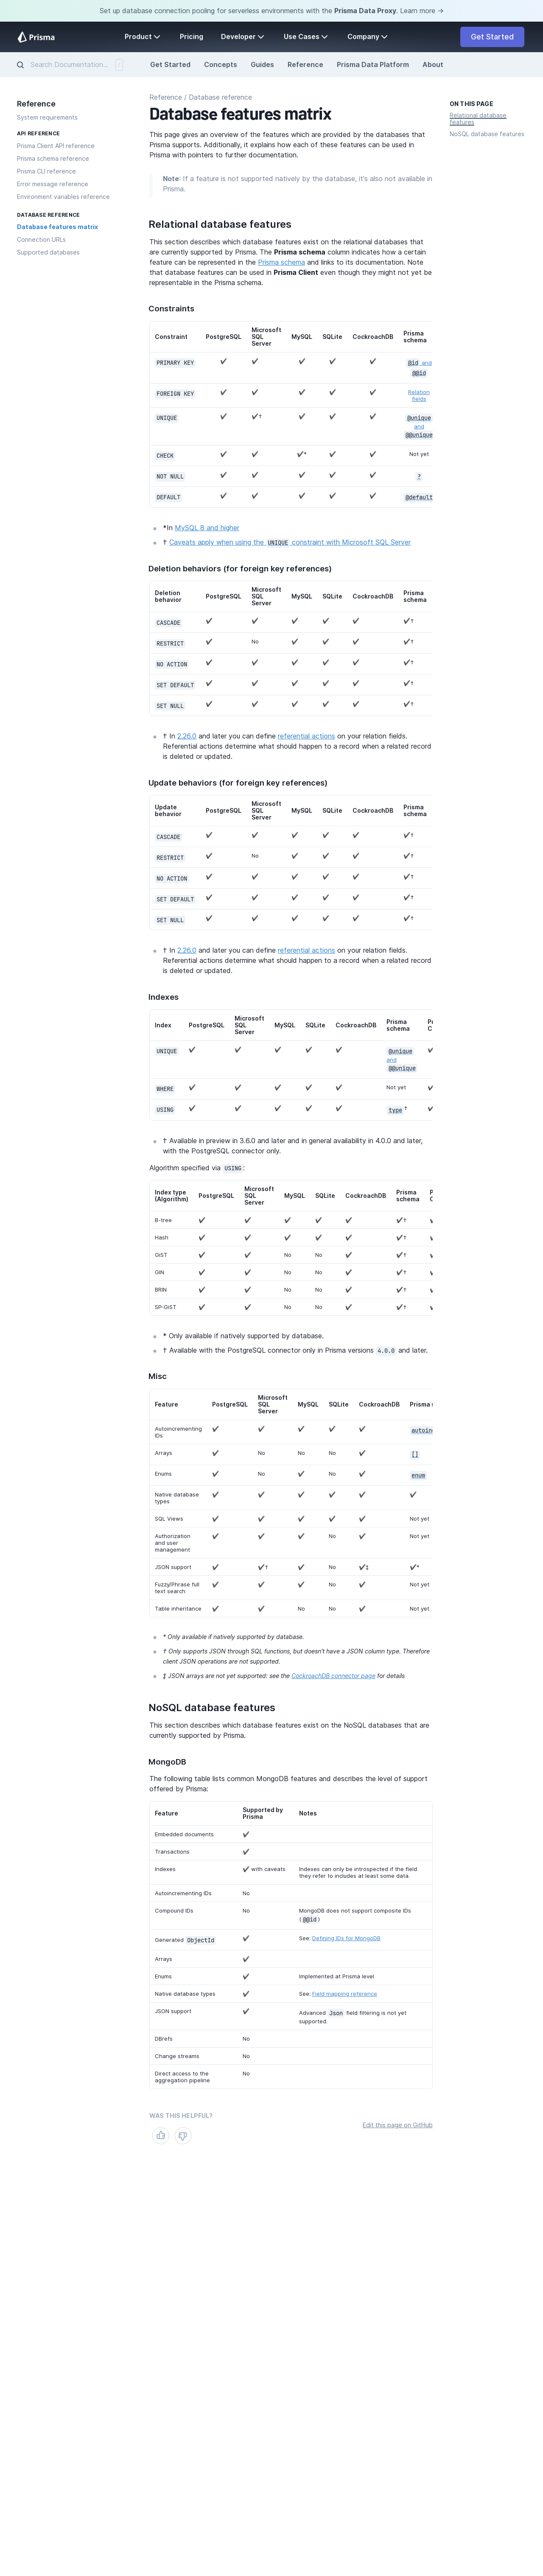 Set up database connection pooling for serverless environments with the Prisma Data Proxy. Learn more →
Prisma
Product
Pricing
Developer
Use Cases
Company
Get Started
Search Documentation...
/
Get Started
Concepts
Guides
Reference
Prisma Data Platform
About
Reference
System requirements
API REFERENCE
Prisma Client API reference
Prisma schema reference
Prisma CLI reference
Error message reference
Environment variables reference
DATABASE REFERENCE
Database features matrix
Connection URLs
Supported databases
ON THIS PAGE
Relational database
features
NoSQL database features
Reference / Database reference
Database features matrix
This page gives an overview of the features which are provided by the databases that
Prisma supports. Additionally, it explains how each of these features can be used in
Prisma with pointers to further documentation.
Note: If a feature is not supported natively by the database, it's also not available in
Prisma.
Relational database features
This section describes which database features exist on the relational databases that
are currently supported by Prisma. The Prisma schema column indicates how a certain
feature can be represented in the Prisma schema and links to its documentation. Note
that database features can be used in Prisma Client even though they might not yet be
representable in the Prisma schema.
Constraints
Constraint PostgreSQL Microsoft SQL Server MySQL SQLite CockroachDB Prisma schema
PRIMARY KEY ✔ ✔ ✔ ✔ ✔ @id and @@id
FOREIGN KEY ✔ ✔ ✔ ✔ ✔ Relation fields
UNIQUE ✔ ✔† ✔ ✔ ✔ @unique and @@unique
CHECK ✔ ✔ ✔* ✔ ✔ Not yet
NOT NULL ✔ ✔ ✔ ✔ ✔ ?
DEFAULT ✔ ✔ ✔ ✔ ✔ @default
*In MySQL 8 and higher
† Caveats apply when using the UNIQUE constraint with Microsoft SQL Server
Deletion behaviors (for foreign key references)
Deletion behavior PostgreSQL Microsoft SQL Server MySQL SQLite CockroachDB Prisma schema
CASCADE ✔ ✔ ✔ ✔ ✔ ✔†
RESTRICT ✔ No ✔ ✔ ✔ ✔†
NO ACTION ✔ ✔ ✔ ✔ ✔ ✔†
SET DEFAULT ✔ ✔ ✔ ✔ ✔ ✔†
SET NULL ✔ ✔ ✔ ✔ ✔ ✔†
† In 2.26.0 and later you can define referential actions on your relation fields.
Referential actions determine what should happen to a record when a related record
is deleted or updated.
Update behaviors (for foreign key references)
Update behavior PostgreSQL Microsoft SQL Server MySQL SQLite CockroachDB Prisma schema
CASCADE ✔ ✔ ✔ ✔ ✔ ✔†
RESTRICT ✔ No ✔ ✔ ✔ ✔†
NO ACTION ✔ ✔ ✔ ✔ ✔ ✔†
SET DEFAULT ✔ ✔ ✔ ✔ ✔ ✔†
SET NULL ✔ ✔ ✔ ✔ ✔ ✔†
† In 2.26.0 and later you can define referential actions on your relation fields.
Referential actions determine what should happen to a record when a related record
is deleted or updated.
Indexes
Index PostgreSQL Microsoft SQL Server MySQL SQLite CockroachDB Prisma schema
UNIQUE ✔ ✔ ✔ ✔ ✔ @unique and @@unique ✔
WHERE ✔ ✔ ✔ ✔ ✔ Not yet ✔
USING ✔ ✔ ✔ ✔ ✔ type† ✔
† Available in preview in 3.6.0 and later and in general availability in 4.0.0 and later,
with the PostgreSQL connector only.
Algorithm specified via USING:
Index type (Algorithm) PostgreSQL Microsoft SQL Server MySQL SQLite CockroachDB Prisma schema
B-tree ✔ ✔ ✔ ✔ ✔ ✔†
Hash ✔ ✔ ✔ ✔ ✔ ✔†
GiST ✔ ✔ No No ✔ ✔†
GIN ✔ ✔ No No ✔ ✔†
BRIN ✔ ✔ No No ✔ ✔†
SP-GiST ✔ ✔ No No ✔ ✔†
* Only available if natively supported by database.
† Available with the PostgreSQL connector only in Prisma versions 4.0.0 and later.
Misc
Feature PostgreSQL Microsoft SQL Server MySQL SQLite CockroachDB Prisma
Autoincrementing IDs ✔ ✔ ✔ ✔ ✔
Arrays ✔ No No No ✔ []
Enums ✔ No ✔ No ✔ enum
Native database types ✔ ✔ ✔ ✔ ✔ ✔
SQL Views ✔ ✔ ✔ ✔ ✔ Not yet
Authorization and user management ✔ ✔ ✔ No ✔ Not yet
JSON support ✔ ✔† ✔ No ✔‡ ✔*
Fuzzy/Phrase full text search ✔ ✔ ✔ No ✔ Not yet
Table inheritance ✔ ✔ No No ✔ Not yet
* Only available if natively supported by database.
† Only supports JSON through SQL functions, but doesn't have a JSON column type. Therefore
client JSON operations are not supported.
‡ JSON arrays are not yet supported: see the CockroachDB connector page for details
NoSQL database features
This section describes which database features exist on the NoSQL databases that are
currently supported by Prisma.
MongoDB
The following table lists common MongoDB features and describes the level of support
offered by Prisma:
Feature Supported by Prisma Notes
Embedded documents ✔
Transactions ✔
Indexes ✔ with caveats Indexes can only be introspected if the field
they refer to includes at least some data.
Autoincrementing IDs No
Compound IDs No MongoDB does not support composite IDs
(@@id)
Generated ObjectId ✔ See: Defining IDs for MongoDB
Arrays ✔
Enums ✔ Implemented at Prisma level
Native database types ✔ See: Field mapping reference
JSON support ✔ Advanced Json field filtering is not yet
supported.
DBrefs No
Change streams No
Direct access to the aggregation pipeline No
WAS THIS HELPFUL?
Edit this page on GitHub